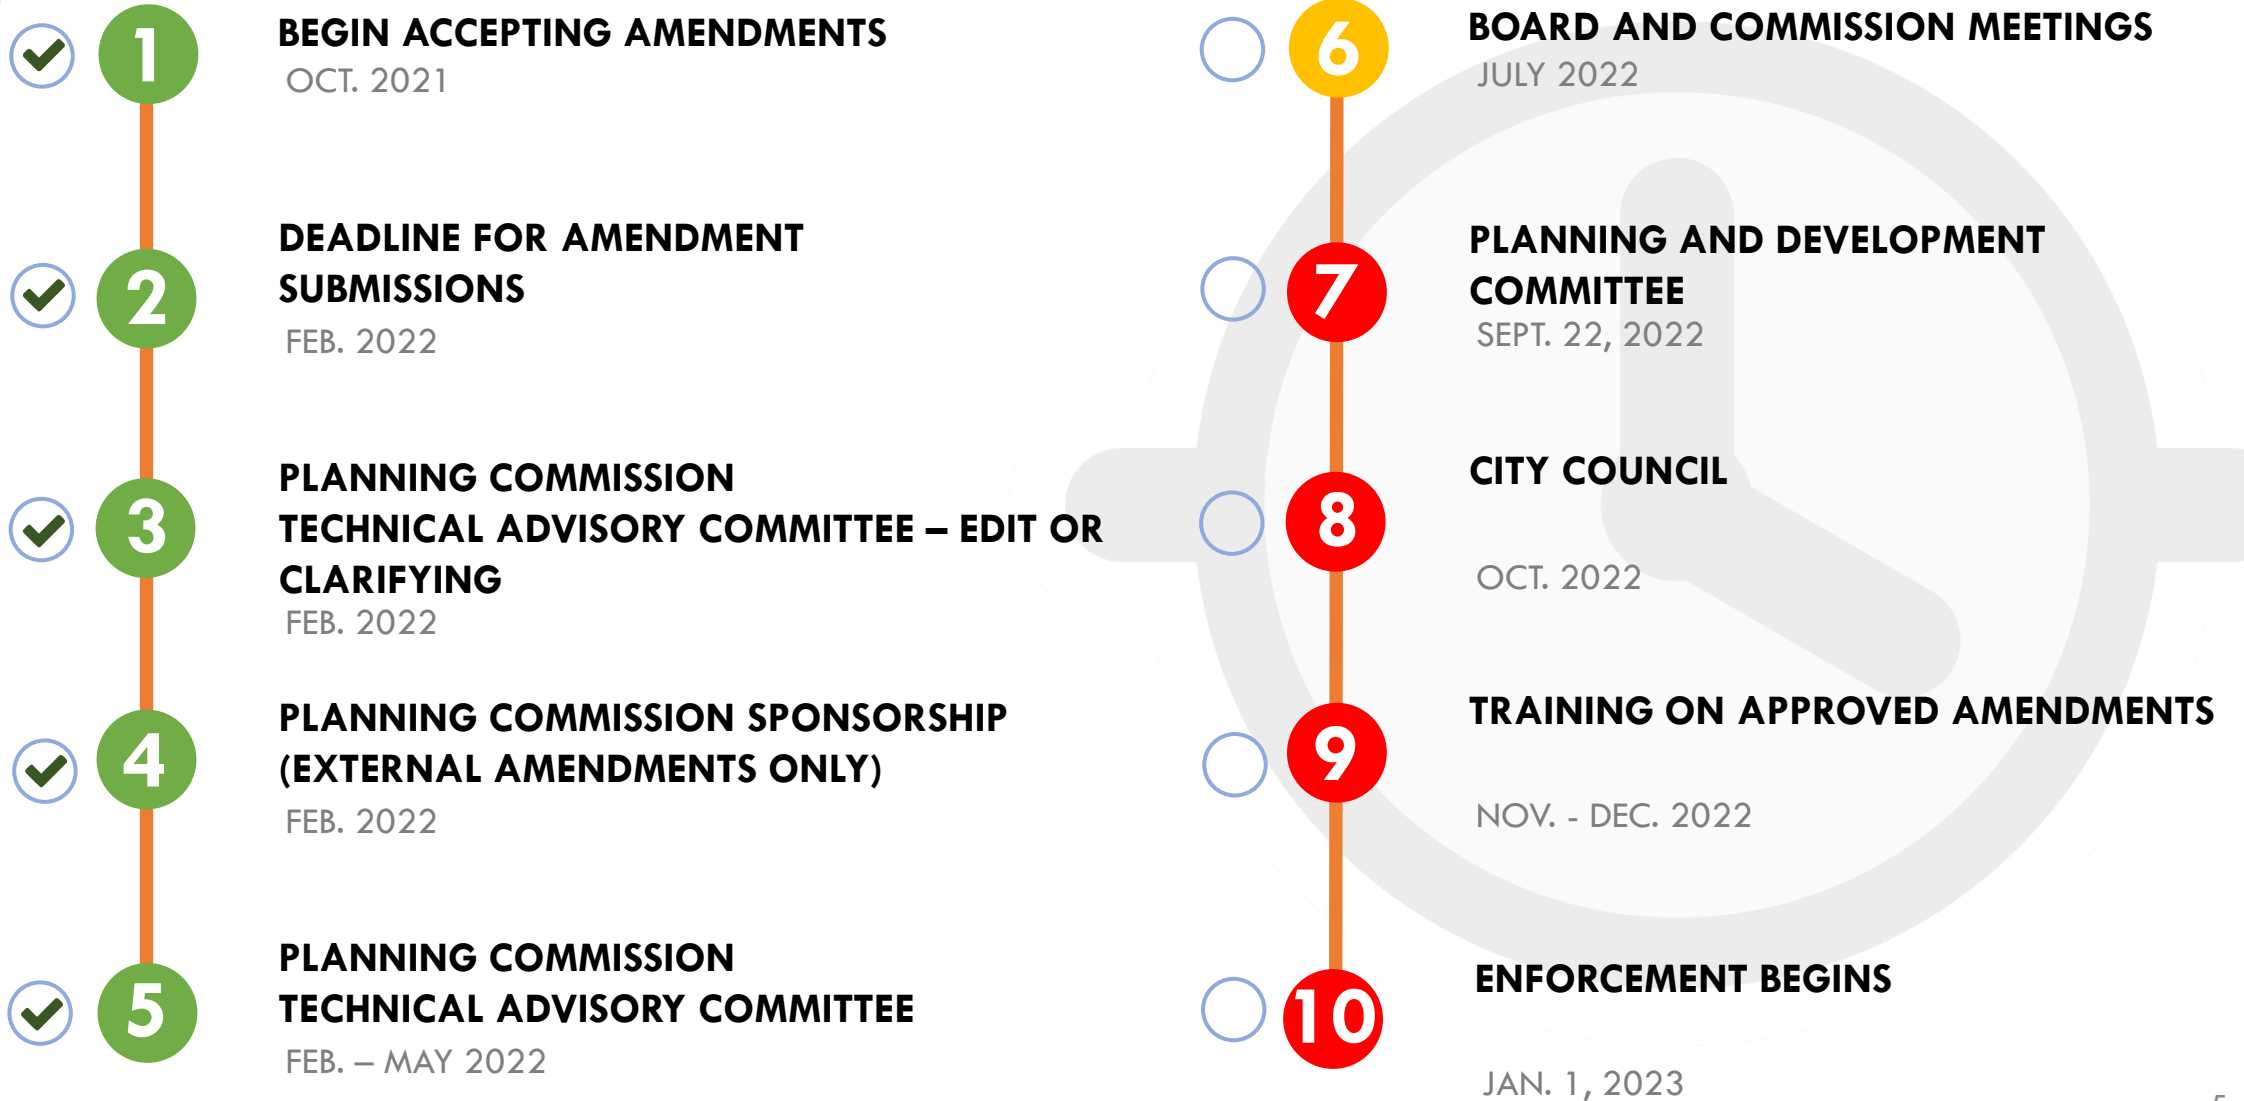 1
BEGIN ACCEPTING AMENDMENTS
OCT. 2021
2
DEADLINE FOR AMENDMENT
SUBMISSIONS
FEB. 2022
3
PLANNING COMMISSION
TECHNICAL ADVISORY COMMITTEE – EDIT OR
CLARIFYING
FEB. 2022
4
PLANNING COMMISSION SPONSORSHIP
(EXTERNAL AMENDMENTS ONLY)
FEB. 2022
5
PLANNING COMMISSION
TECHNICAL ADVISORY COMMITTEE
FEB. – MAY 2022
6
BOARD AND COMMISSION MEETINGS
JULY 2022
7
PLANNING AND DEVELOPMENT
COMMITTEE
SEPT. 22, 2022
8
CITY COUNCIL
OCT. 2022
9
TRAINING ON APPROVED AMENDMENTS
NOV. - DEC. 2022
10
ENFORCEMENT BEGINS
JAN. 1, 2023